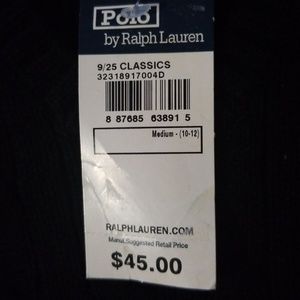 Polo
by Ralph Lauren
9/25 CLASSICS
32318917004D
8 87685 63891 5
Medium - (10-12)
RALPHLAUREN.COM
Manuf. Suggested Retail Price
$45.00